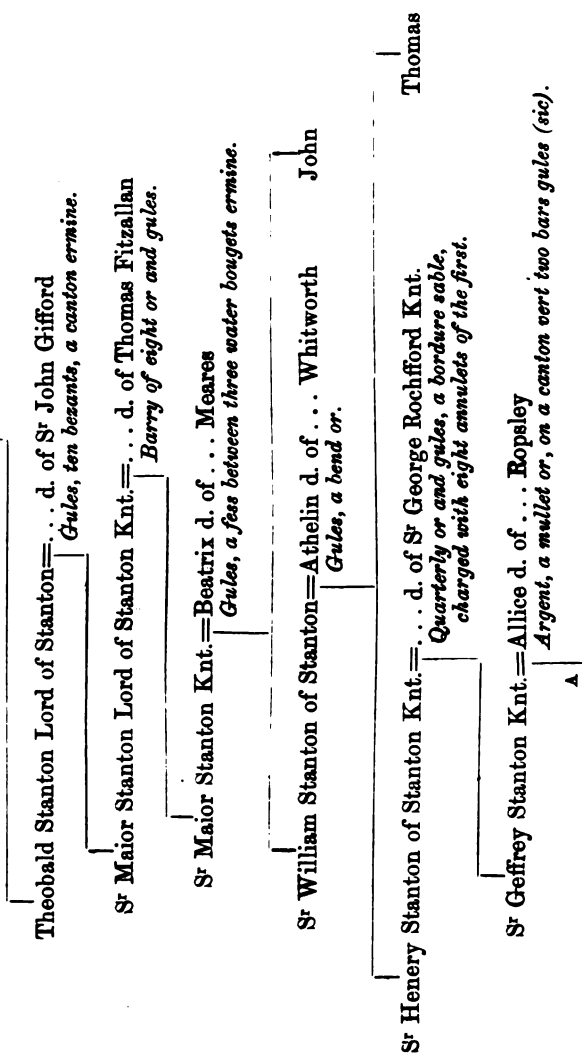 Theobald Stanton Lord of Stanton=. . . d. of Sr John Gifford
Gules, ten bezants, a canton ermine.
Sr Maior Stanton Lord of Stanton Knt.=. . . d. of Thomas Fitzallan
Barry of eight or and gules.
Sr Maior Stanton Knt.=Beatrix d. of . . . Meares
Gules, a fess between three water bougets ermine.
Sr William Stanton of Stanton=Athelin d. of . . . Whitworth John
Gules, a bend or.
Sr Henery Stanton of Stanton Knt.=. . . d. of Sr George Rochfford Knt. Thomas
Quarterly or and gules, a bordure sable,
charged with eight annulets of the first.
Sr Geffrey Stanton Knt.=Allice d. of . . . Ropsley
Argent, a mullet or, on a canton vert two bars gules (sic).
A